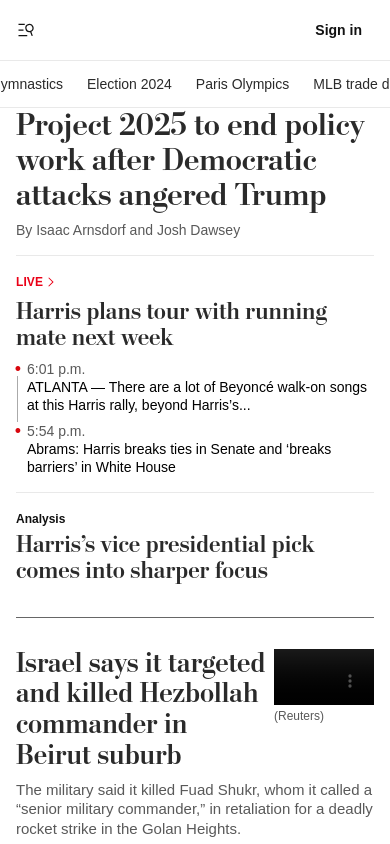 Sign in
ymnastics Election 2024 Paris Olympics MLB trade d
Project 2025 to end policy
work after Democratic
attacks angered Trump
By Isaac Arnsdorf and Josh Dawsey
LIVE
Harris plans tour with running
mate next week
6:01 p.m.
ATLANTA — There are a lot of Beyoncé walk-on songs
at this Harris rally, beyond Harris’s...
5:54 p.m.
Abrams: Harris breaks ties in Senate and ‘breaks
barriers’ in White House
Analysis
Harris’s vice presidential pick
comes into sharper focus
Israel says it targeted
and killed Hezbollah
commander in
Beirut suburb
(Reuters)
The military said it killed Fuad Shukr, whom it called a
“senior military commander,” in retaliation for a deadly
rocket strike in the Golan Heights.